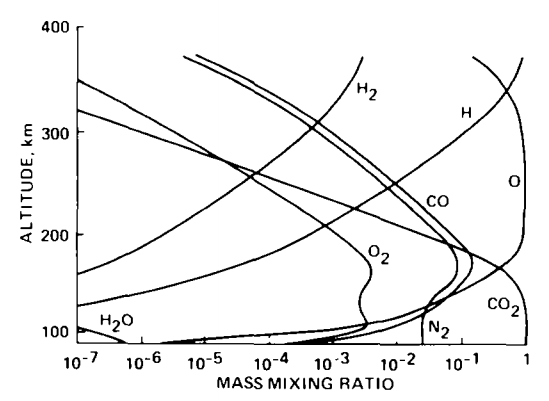 400
H₂
H
300
ALTITUDE, km
O
CO
200
O₂
H₂O
CO₂
N₂
100
10⁻⁷ 10⁻⁶ 10⁻⁵ 10⁻⁴ 10⁻³ 10⁻² 10⁻¹ 1
MASS MIXING RATIO